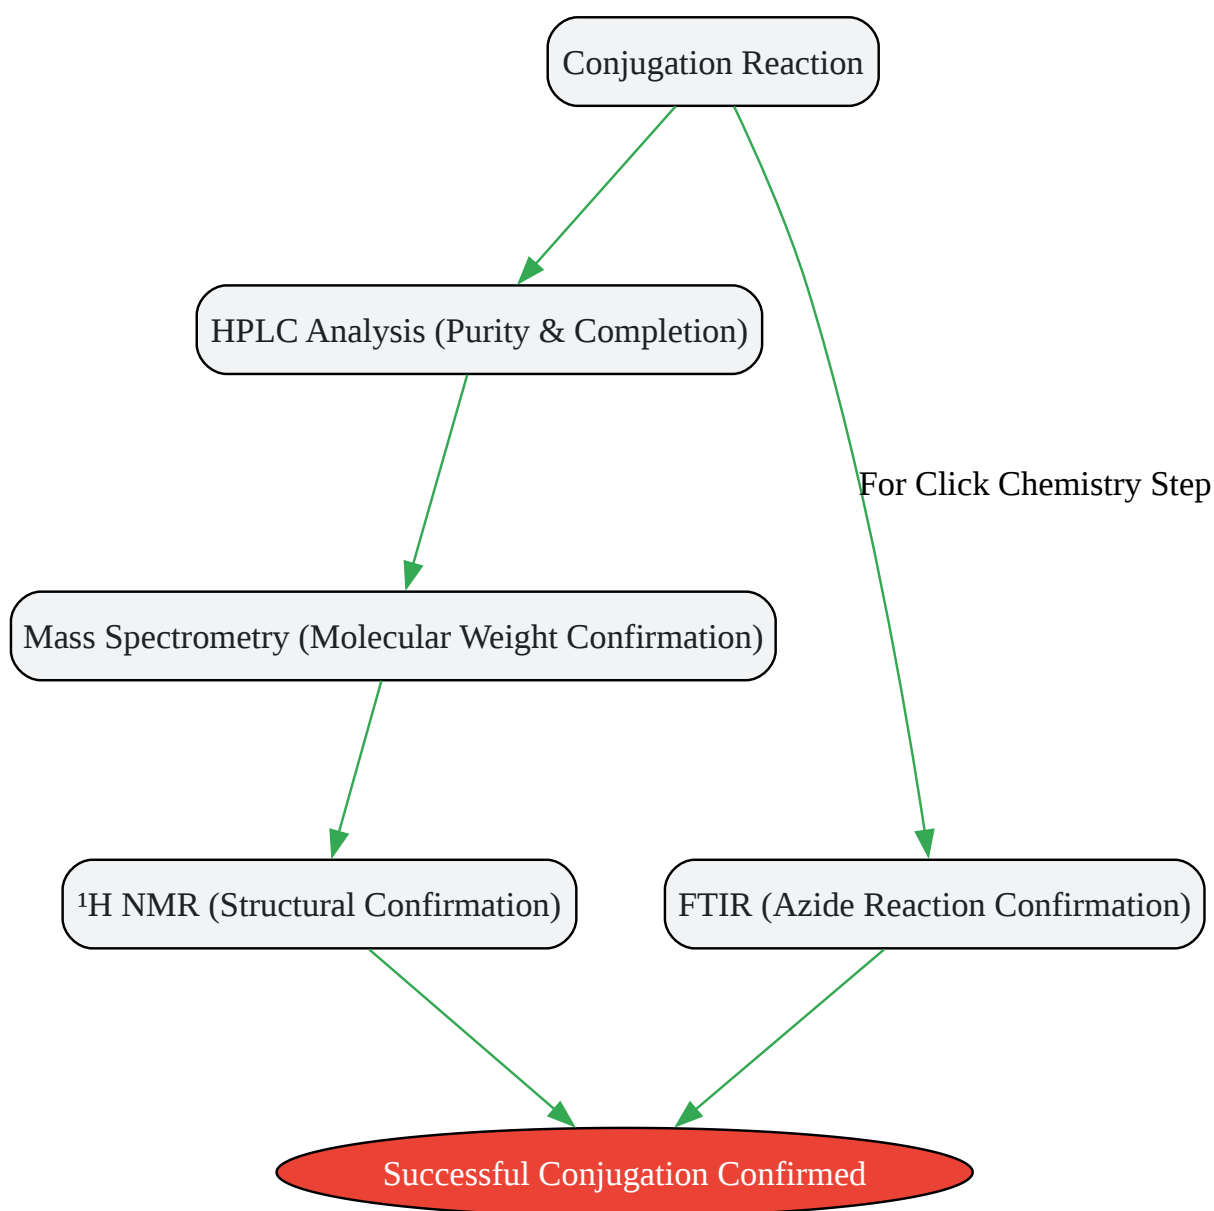 Conjugation Reaction
HPLC Analysis (Purity & Completion)
For Click Chemistry Step
Mass Spectrometry (Molecular Weight Confirmation)
¹H NMR (Structural Confirmation)
FTIR (Azide Reaction Confirmation)
Successful Conjugation Confirmed